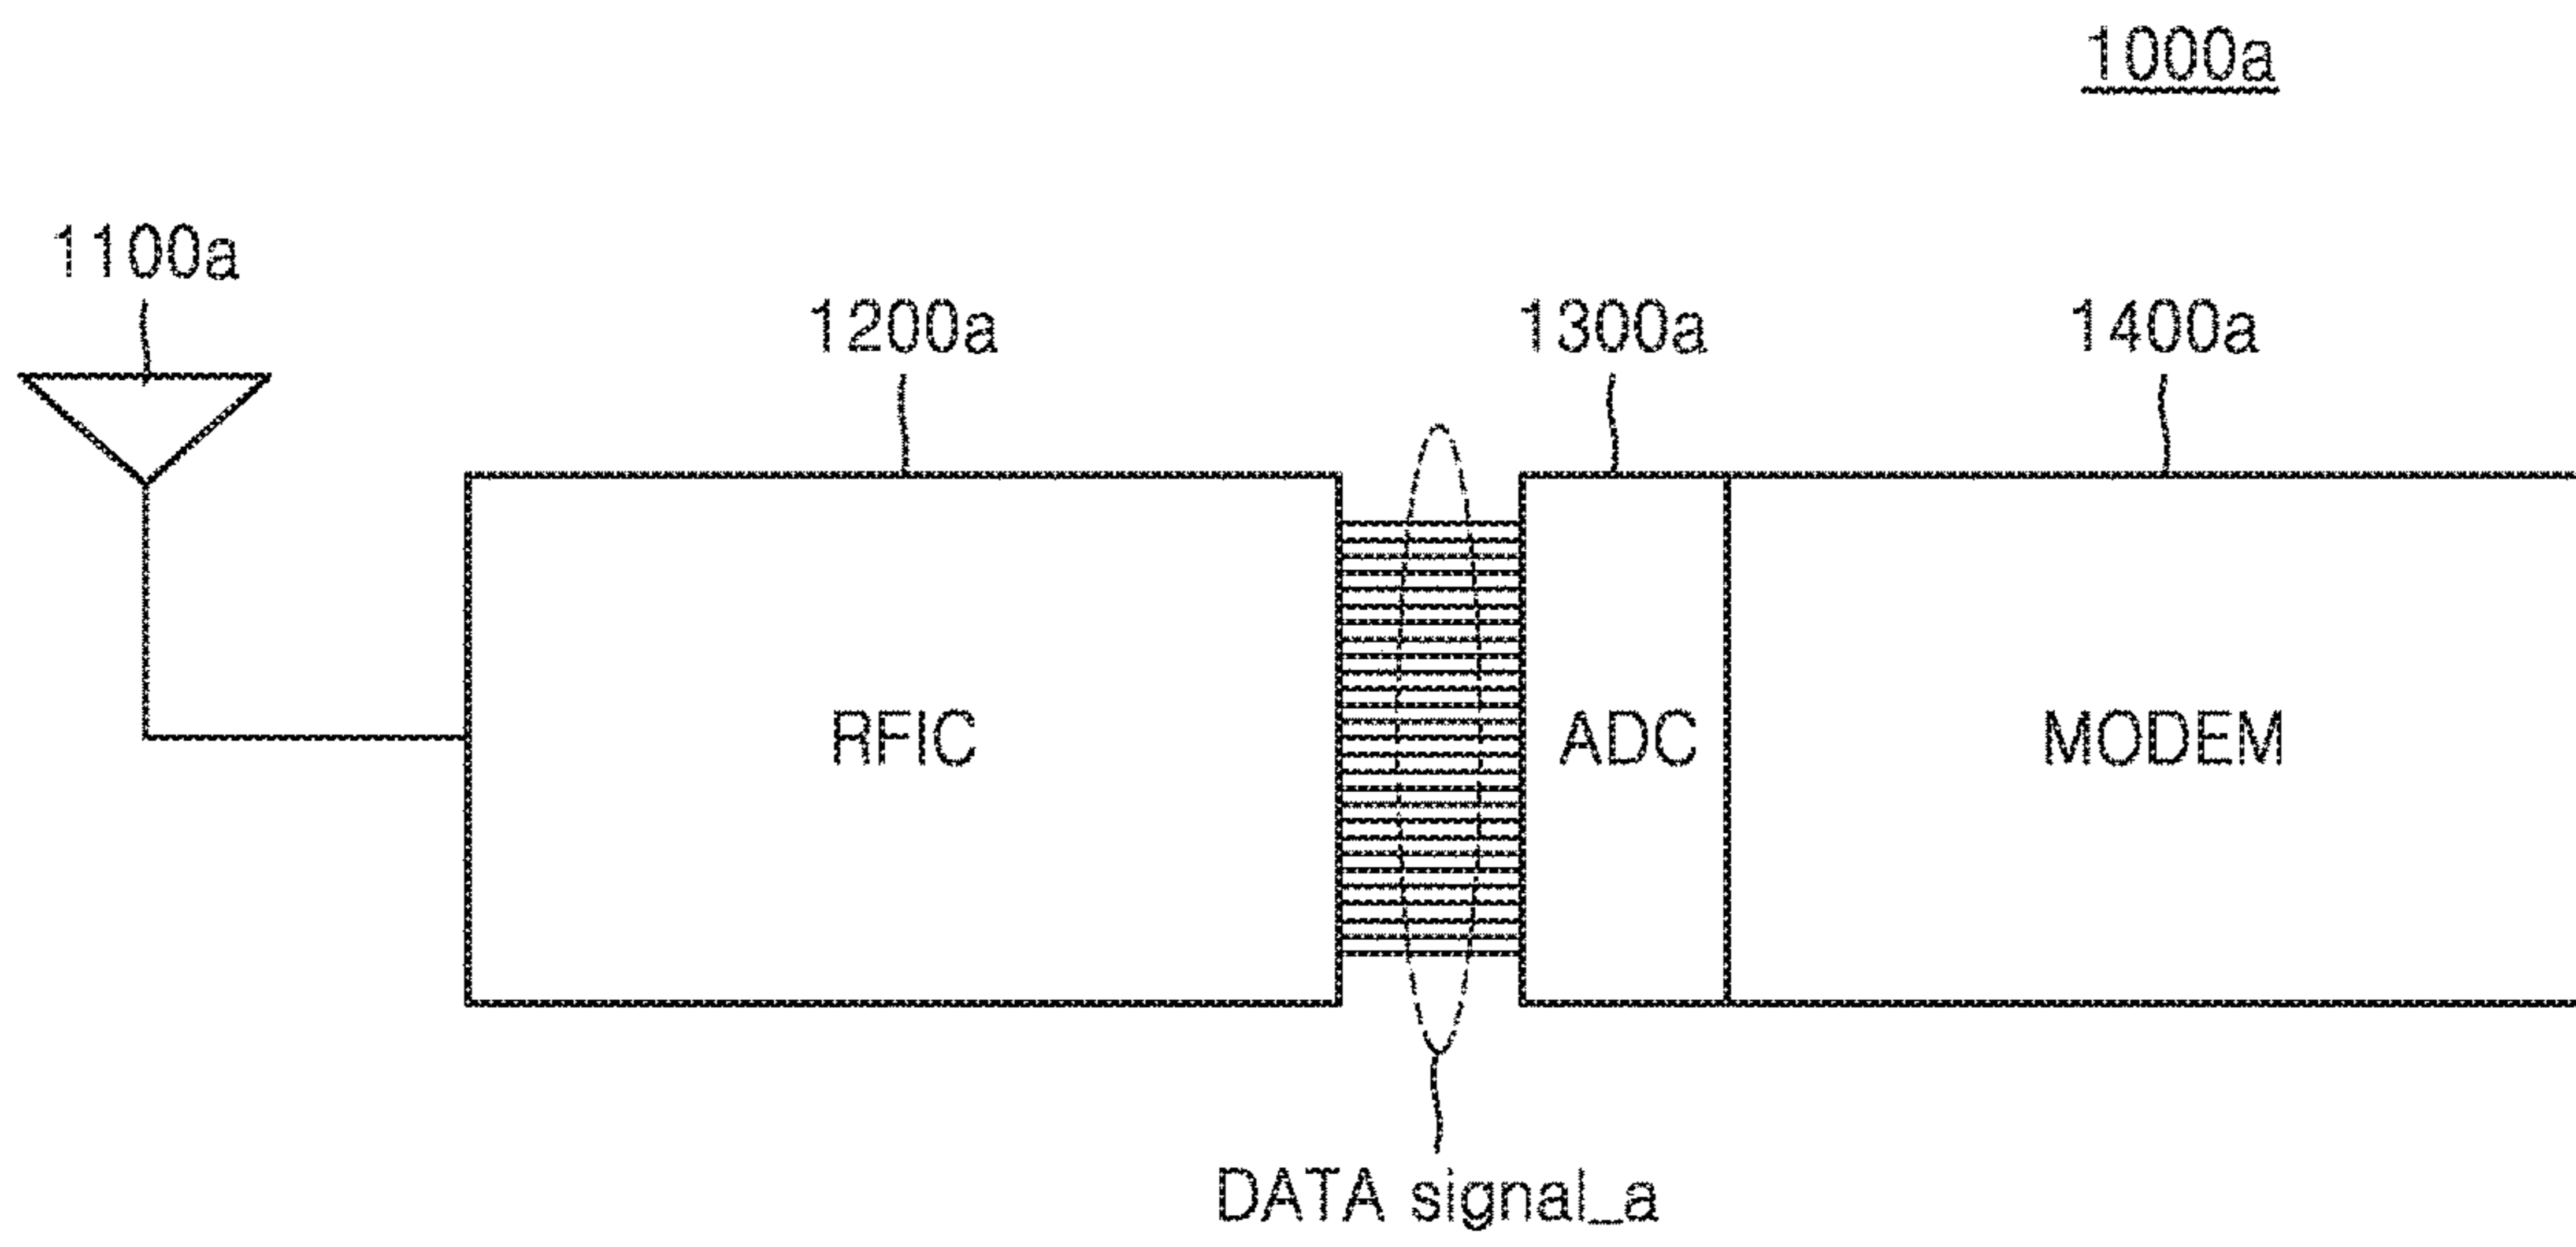 1000a
1100a
1200a
1300a
1400a
RFIC
ADC
MODEM
DATA signal_a